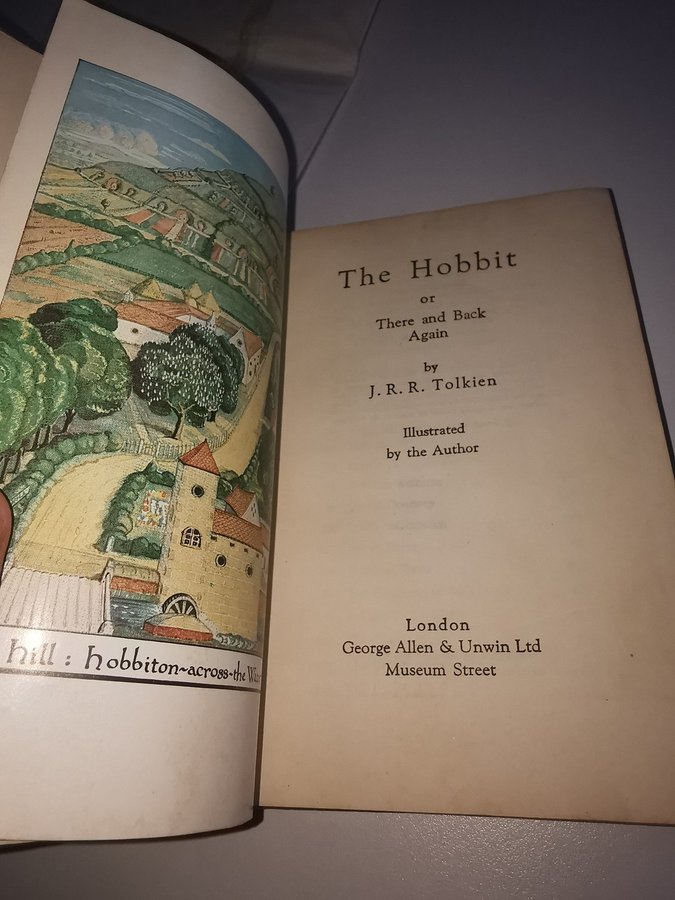 Hill : Hobbiton~across~the
The Hobbit
or
There and Back
Again
by
J. R. R. Tolkien
Illustrated
by the Author
London
George Allen & Unwin Ltd
Museum Street